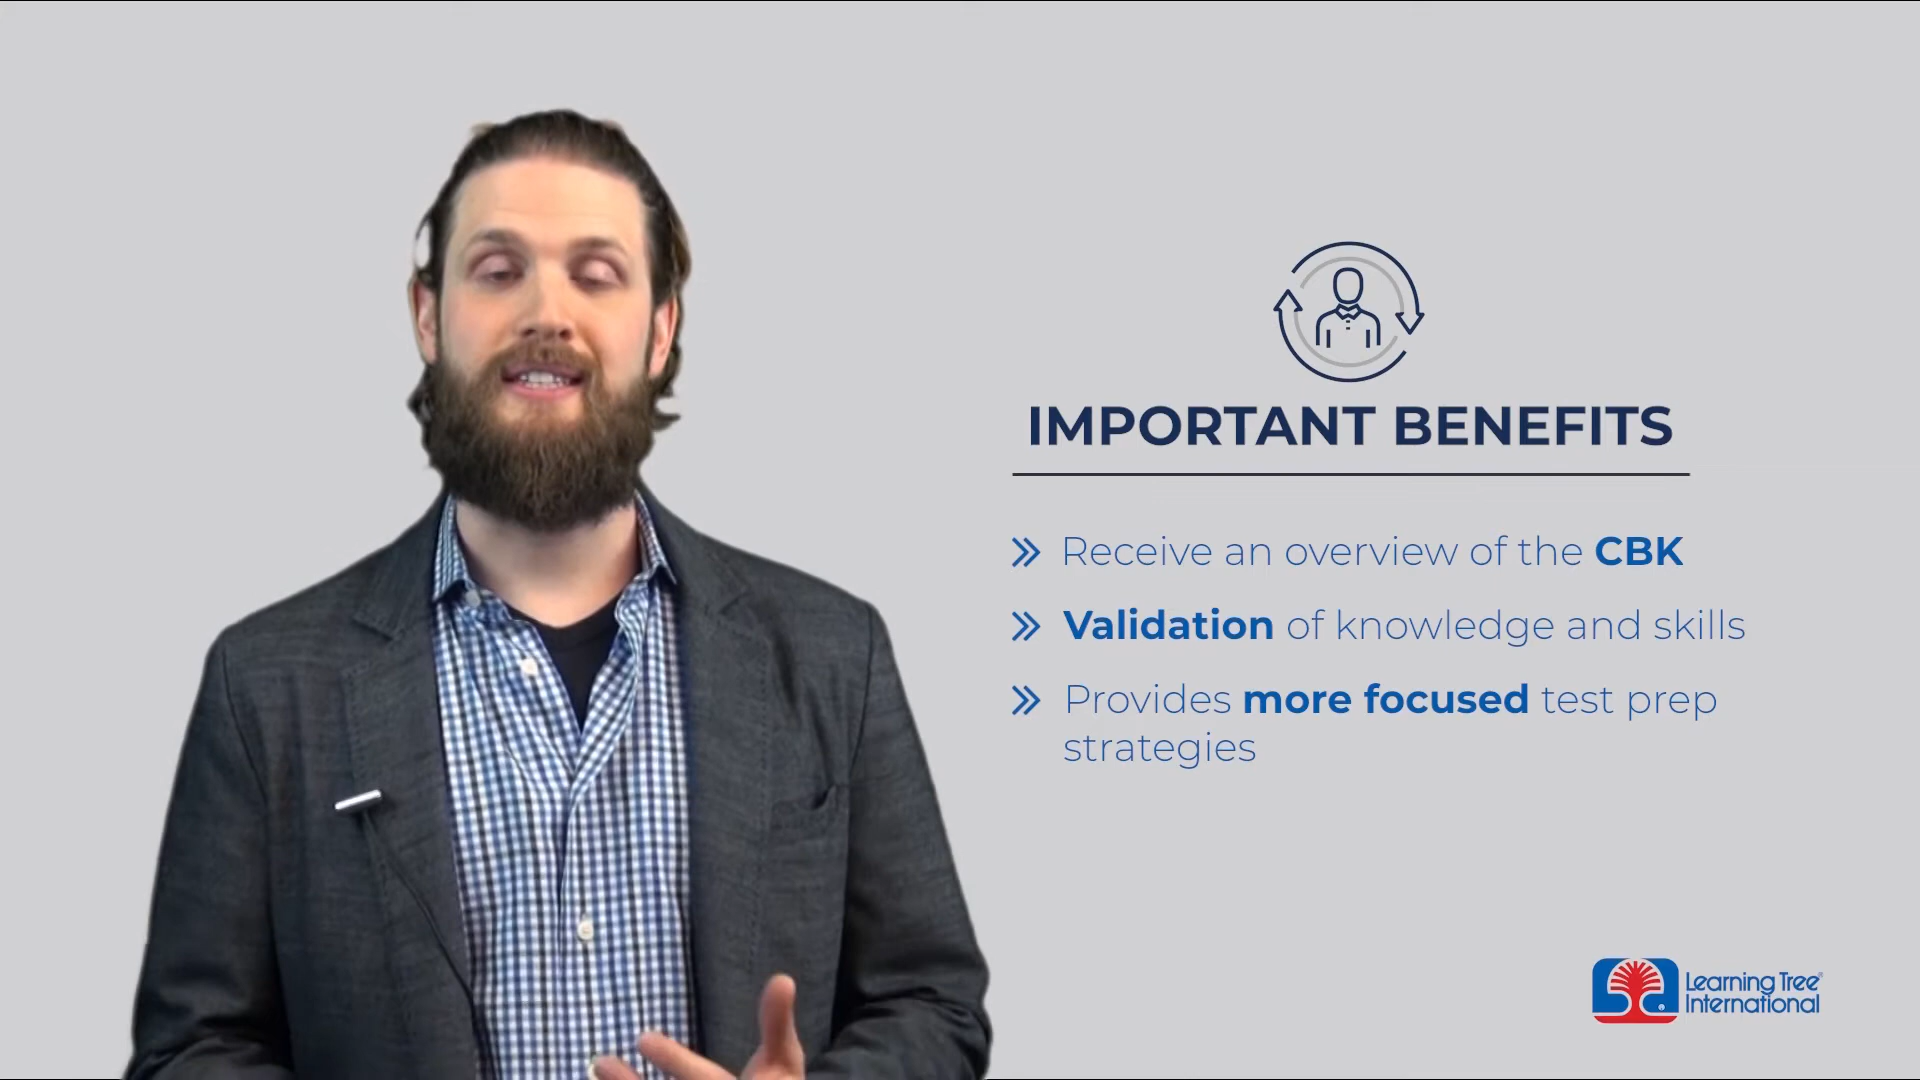 IMPORTANT BENEFITS
Receive an overview of the CBK
Validation of knowledge and skills
Provides more focused test prep
strategies
Learning Tree®
International